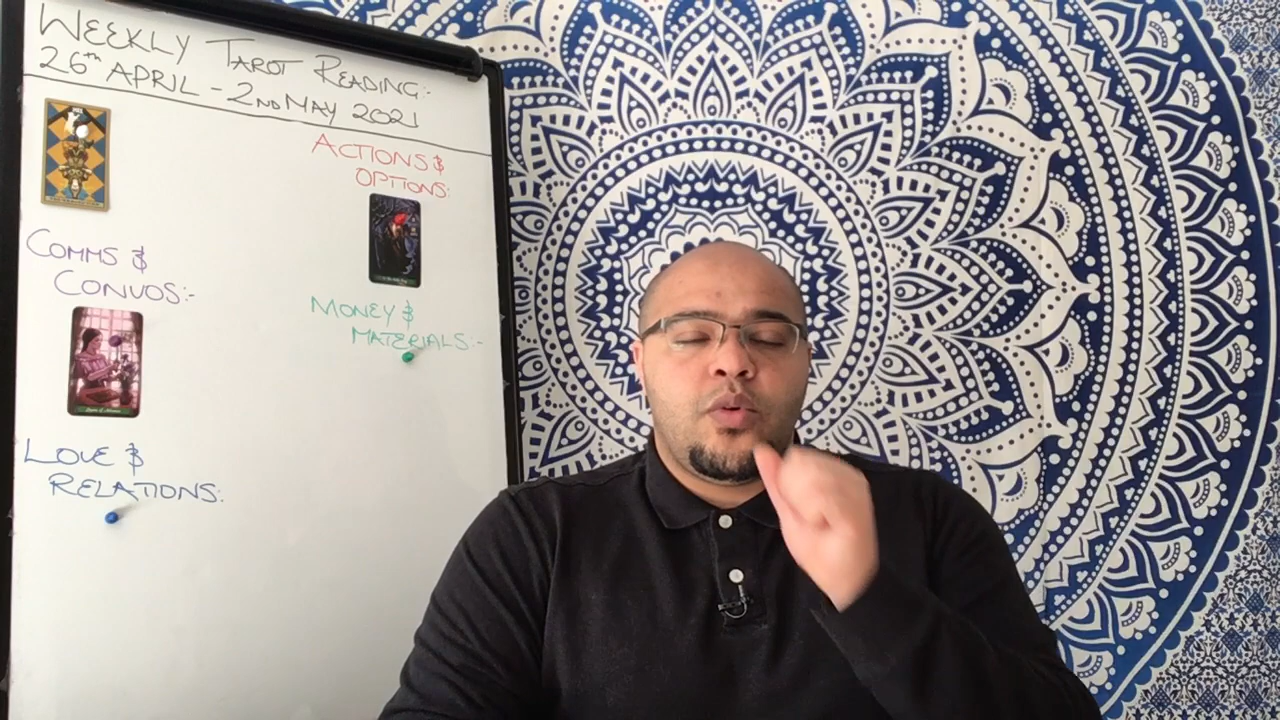 WEEKLY TAROT READING:-
26th APRIL - 2ND MAY 2021
ACTIONS &
OPTIONS:
COMMS &
CONVOS:-
MONEY &
MATERIALS:-
LOVE &
RELATIONS: